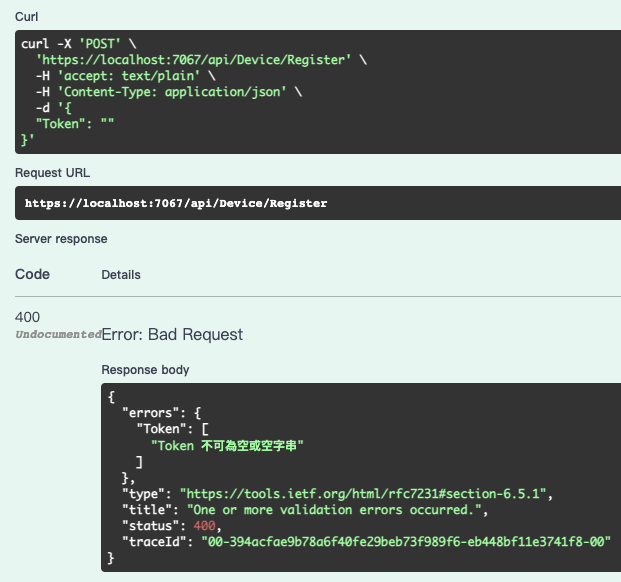 Curl
curl -X 'POST' \
'https://localhost:7067/api/Device/Register' \
-H 'accept: text/plain' \
-H 'Content-Type: application/json' \
-d '{
"Token": ""
}'
Request URL
https://localhost:7067/api/Device/Register
Server response
Code Details
400
Undocumented Error: Bad Request
Response body
{
"errors": {
"Token": [
"Token 不可為空或空字串"
]
},
"type": "https://tools.ietf.org/html/rfc7231#section-6.5.1",
"title": "One or more validation errors occurred.",
"status": 400,
"traceId": "00-394acfae9b78a6f40fe29beb73f989f6-eb448bf11e3741f8-00"
}